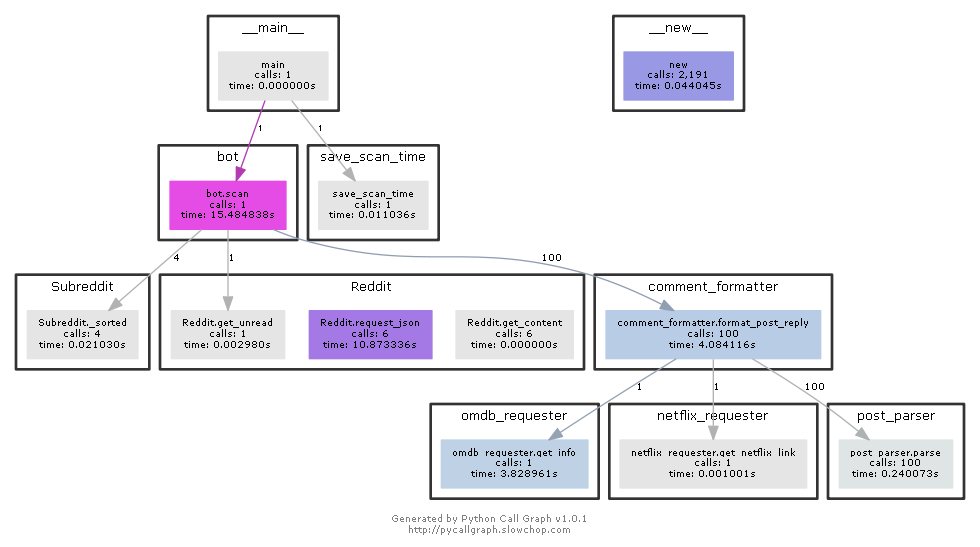 __main__
main
calls: 1
time: 0.000000s
__new__
new
calls: 2,191
time: 0.044045s
1
1
bot
bot.scan
calls: 1
time: 15.484838s
save_scan_time
save_scan_time
calls: 1
time: 0.011036s
4
1
100
Subreddit
Subreddit._sorted
calls: 4
time: 0.021030s
Reddit
Reddit.get_unread
calls: 1
time: 0.002980s
Reddit.request_json
calls: 6
time: 10.873336s
Reddit.get_content
calls: 6
time: 0.000000s
comment_formatter
comment_formatter.format_post_reply
calls: 100
time: 4.084116s
1
1
100
omdb_requester
omdb_requester.get_info
calls: 1
time: 3.828961s
netflix_requester
netflix_requester.get_netflix_link
calls: 1
time: 0.001001s
post_parser
post_parser.parse
calls: 100
time: 0.240073s
Generated by Python Call Graph v1.0.1
http://pycallgraph.slowchop.com